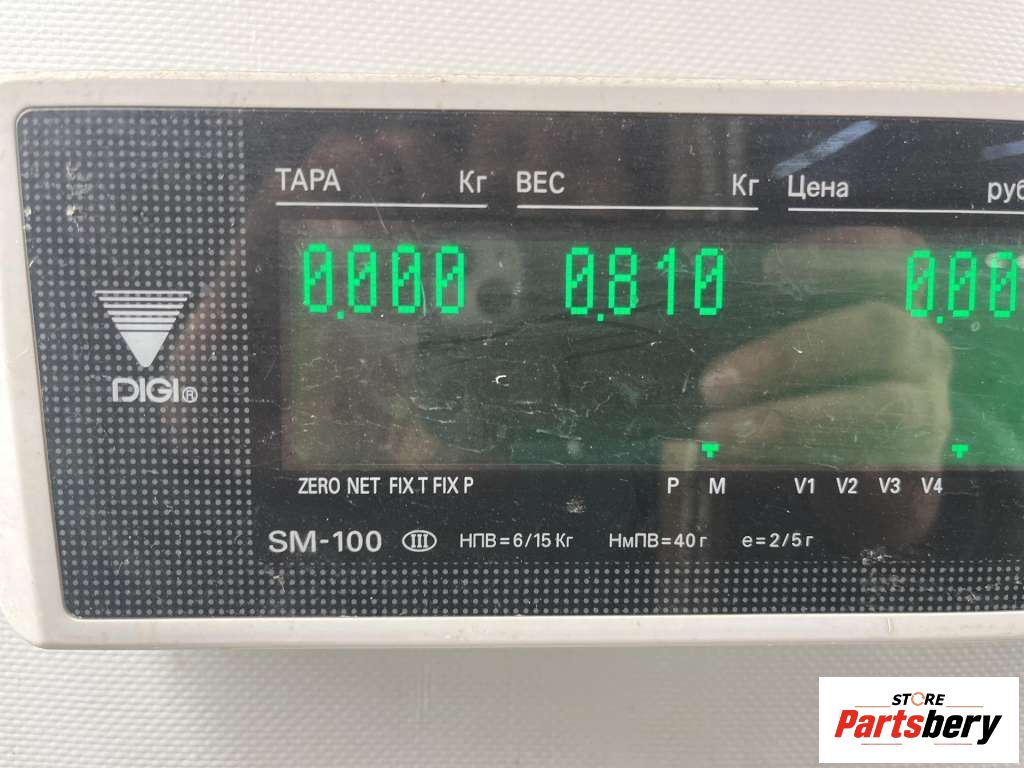 ТАРА Кг ВЕС Кг Цена руб
0.000 0.810 0.00
DIGI®
ZERO NET FIX T FIX P P M V1 V2 V3 V4
SM-100 III НПВ=6/15 Кг НмПВ=40 г е=2/5 г
STORE
Partsbery